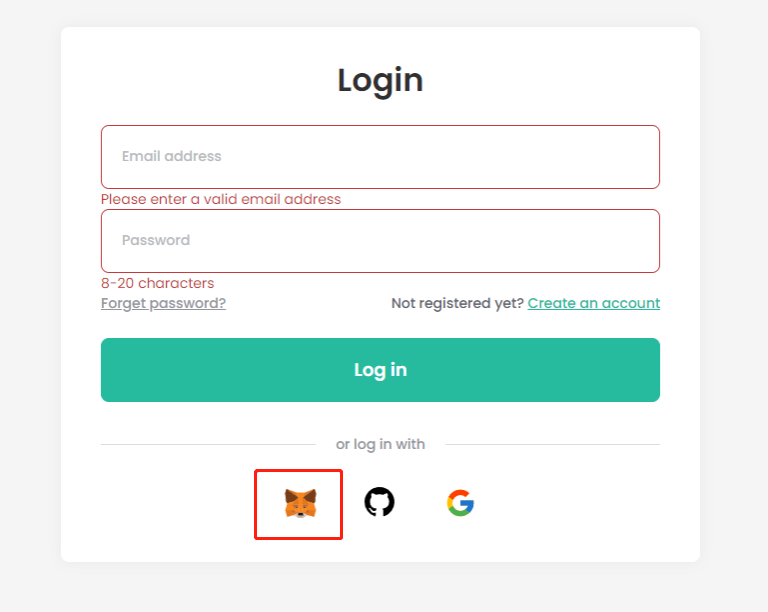 Login
Email address
Please enter a valid email address
Password
8-20 characters
Forget password? Not registered yet? Create an account
Log in
or log in with